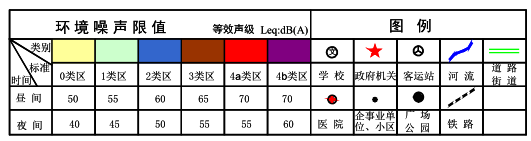 环境噪声限值 等效声级 Leq:dB(A) 图 例
类别
标准
时间 0类区 1类区 2类区 3类区 4a类区 4b类区 学 校 政府机关 客运站 河 流 道 路
街 道
昼 间 50 55 60 65 70 70
夜 间 40 45 50 55 55 60 医 院 企事业单
位、小区 广 场
公 园 铁 路